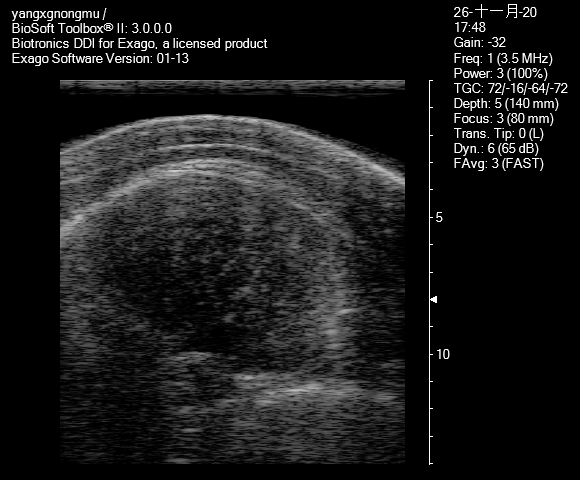 yangxgnongmu /
BioSoft Toolbox® II: 3.0.0.0
Biotronics DDI for Exago, a licensed product
Exago Software Version: 01-13
26-十一月-20
17:48
Gain: -32
Freq: 1 (3.5 MHz)
Power: 3 (100%)
TGC: 72/-16/-64/-72
Depth: 5 (140 mm)
Focus: 3 (80 mm)
Trans. Tip: 0 (L)
Dyn.: 6 (65 dB)
FAvg: 3 (FAST)
5
10